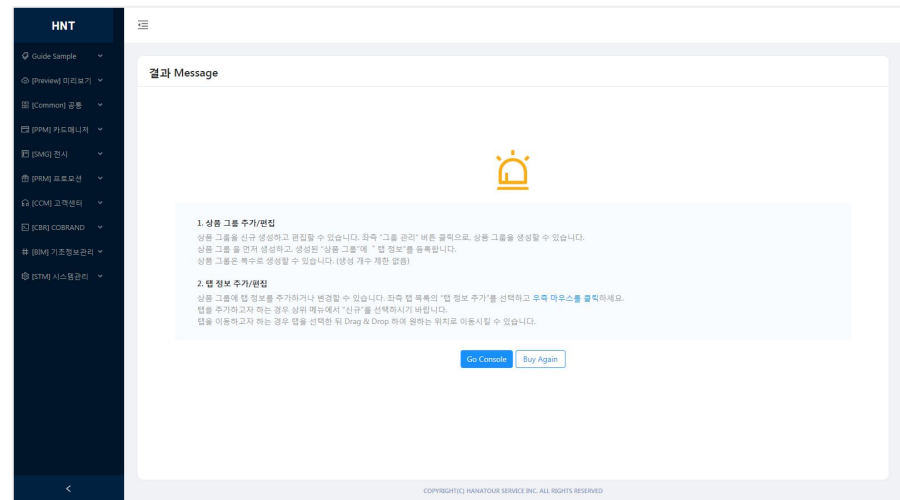 HNT
Guide Sample
[Preview] 미리보기
[Common] 공통
[PPM] 카드매니저
[SMG] 전시
[PRM] 프로모션
[CCM] 고객센터
[CBR] COBRAND
[BIM] 기초정보관리
[STM] 시스템관리
결과 Message
1. 상품 그룹 추가/편집
상품 그룹을 신규 생성하고 편집할 수 있습니다. 좌측 "그룹 관리" 버튼 클릭으로, 상품 그룹을 생성할 수 있습니다.
상품 그룹 을 먼저 생성하고, 생성된 "상품 그룹"에 " 탭 정보"를 등록합니다.
상품 그룹은 복수로 생성할 수 있습니다. (생성 개수 제한 없음)
2. 탭 정보 추가/편집
상품 그룹에 탭 정보를 추가하거나 변경할 수 있습니다. 좌측 탭 목록의 "탭 정보 추가"를 선택하고 우측 마우스를 클릭하세요.
탭을 추가하고자 하는 경우 상위 메뉴에서 "신규"를 선택하시기 바랍니다.
탭을 이동하고자 하는 경우 탭을 선택한 뒤 Drag & Drop 하여 원하는 위치로 이동시킬 수 있습니다.
Go Console
Buy Again
COPYRIGHT(C) HANATOUR SERVICE INC. ALL RIGHTS RESERVED